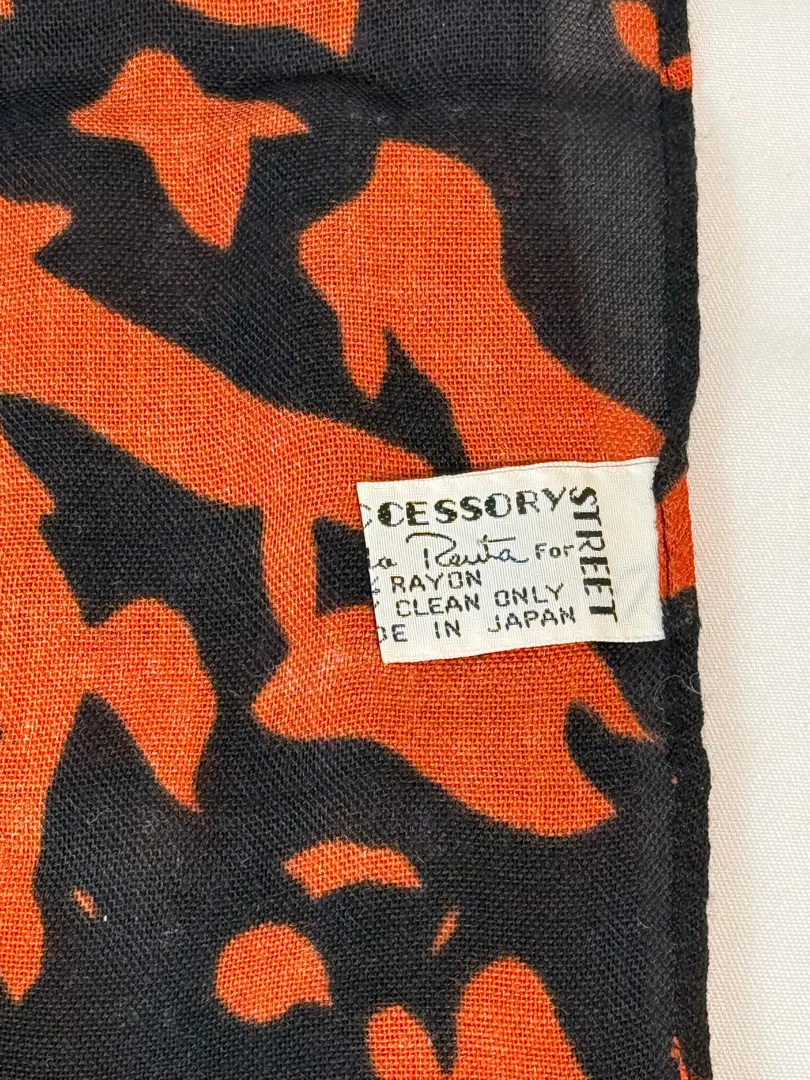 CCESSORY
STREET
Renta For
RAYON
CLEAN ONLY
DE IN JAPAN